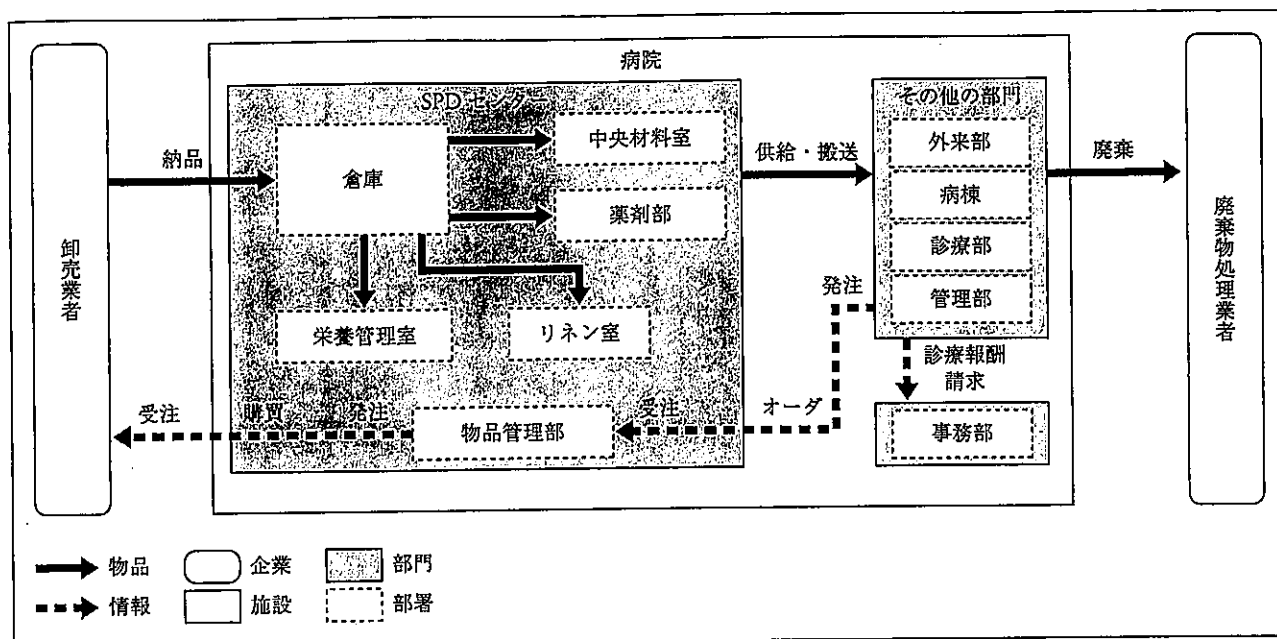 病院
SPDセンター
その他の部門
卸売業者
納品
倉庫
中央材料室
薬剤部
栄養管理室
リネン室
供給・搬送
外来部
病棟
診療部
管理部
廃棄
廃棄物処理業者
発注
診療報酬
請求
受注
購買
発注
物品管理部
受注
オーダ
事務部
物品
企業
部門
情報
施設
部署